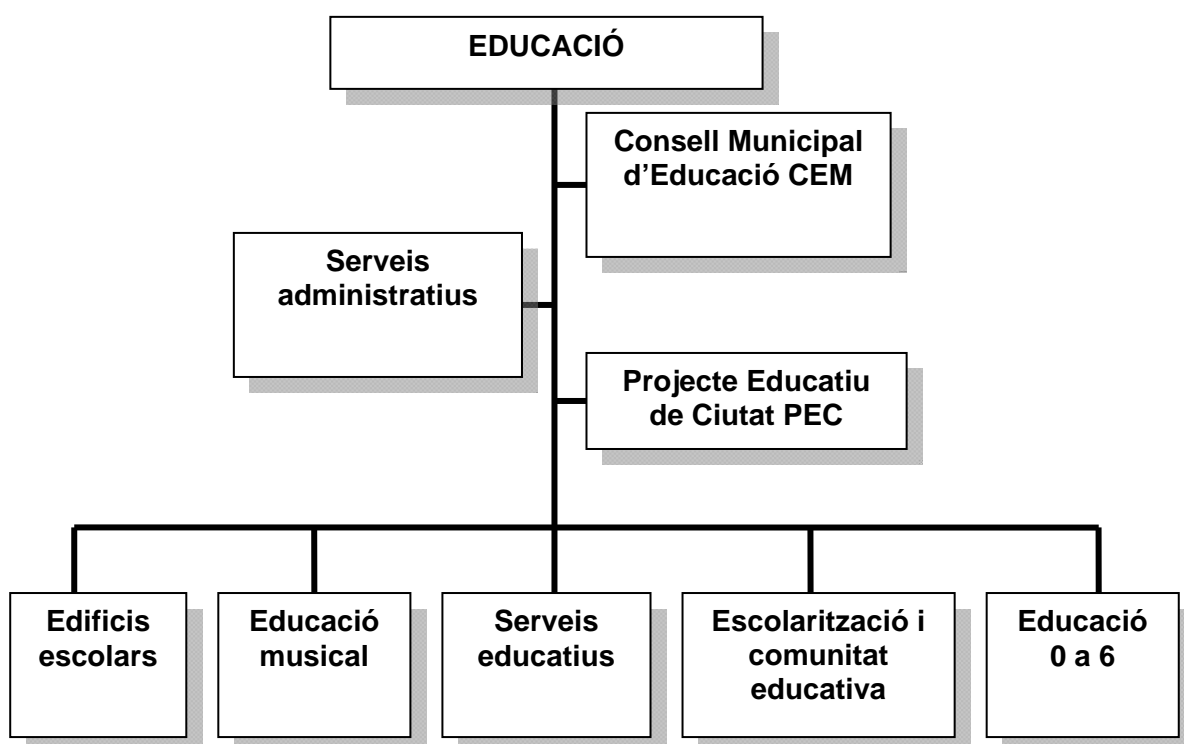 EDUCACIÓ
Consell Municipal
d’Educació CEM
Serveis
administratius
Projecte Educatiu
de Ciutat PEC
Edificis
escolars
Educació
musical
Serveis
educatius
Escolarització i
comunitat
educativa
Educació
0 a 6